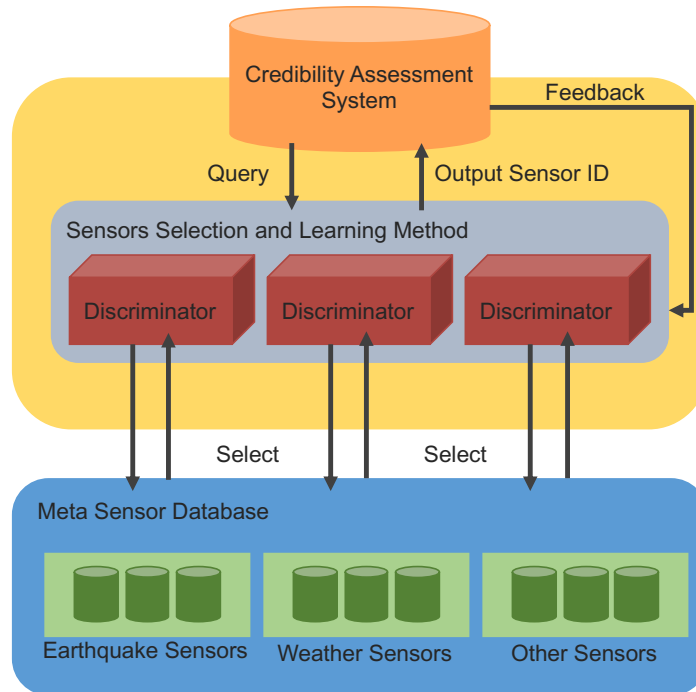 Credibility Assessment
System
Feedback
Query
Output Sensor ID
Sensors Selection and Learning Method
Discriminator
Discriminator
Discriminator
Select
Select
Meta Sensor Database
Earthquake Sensors
Weather Sensors
Other Sensors